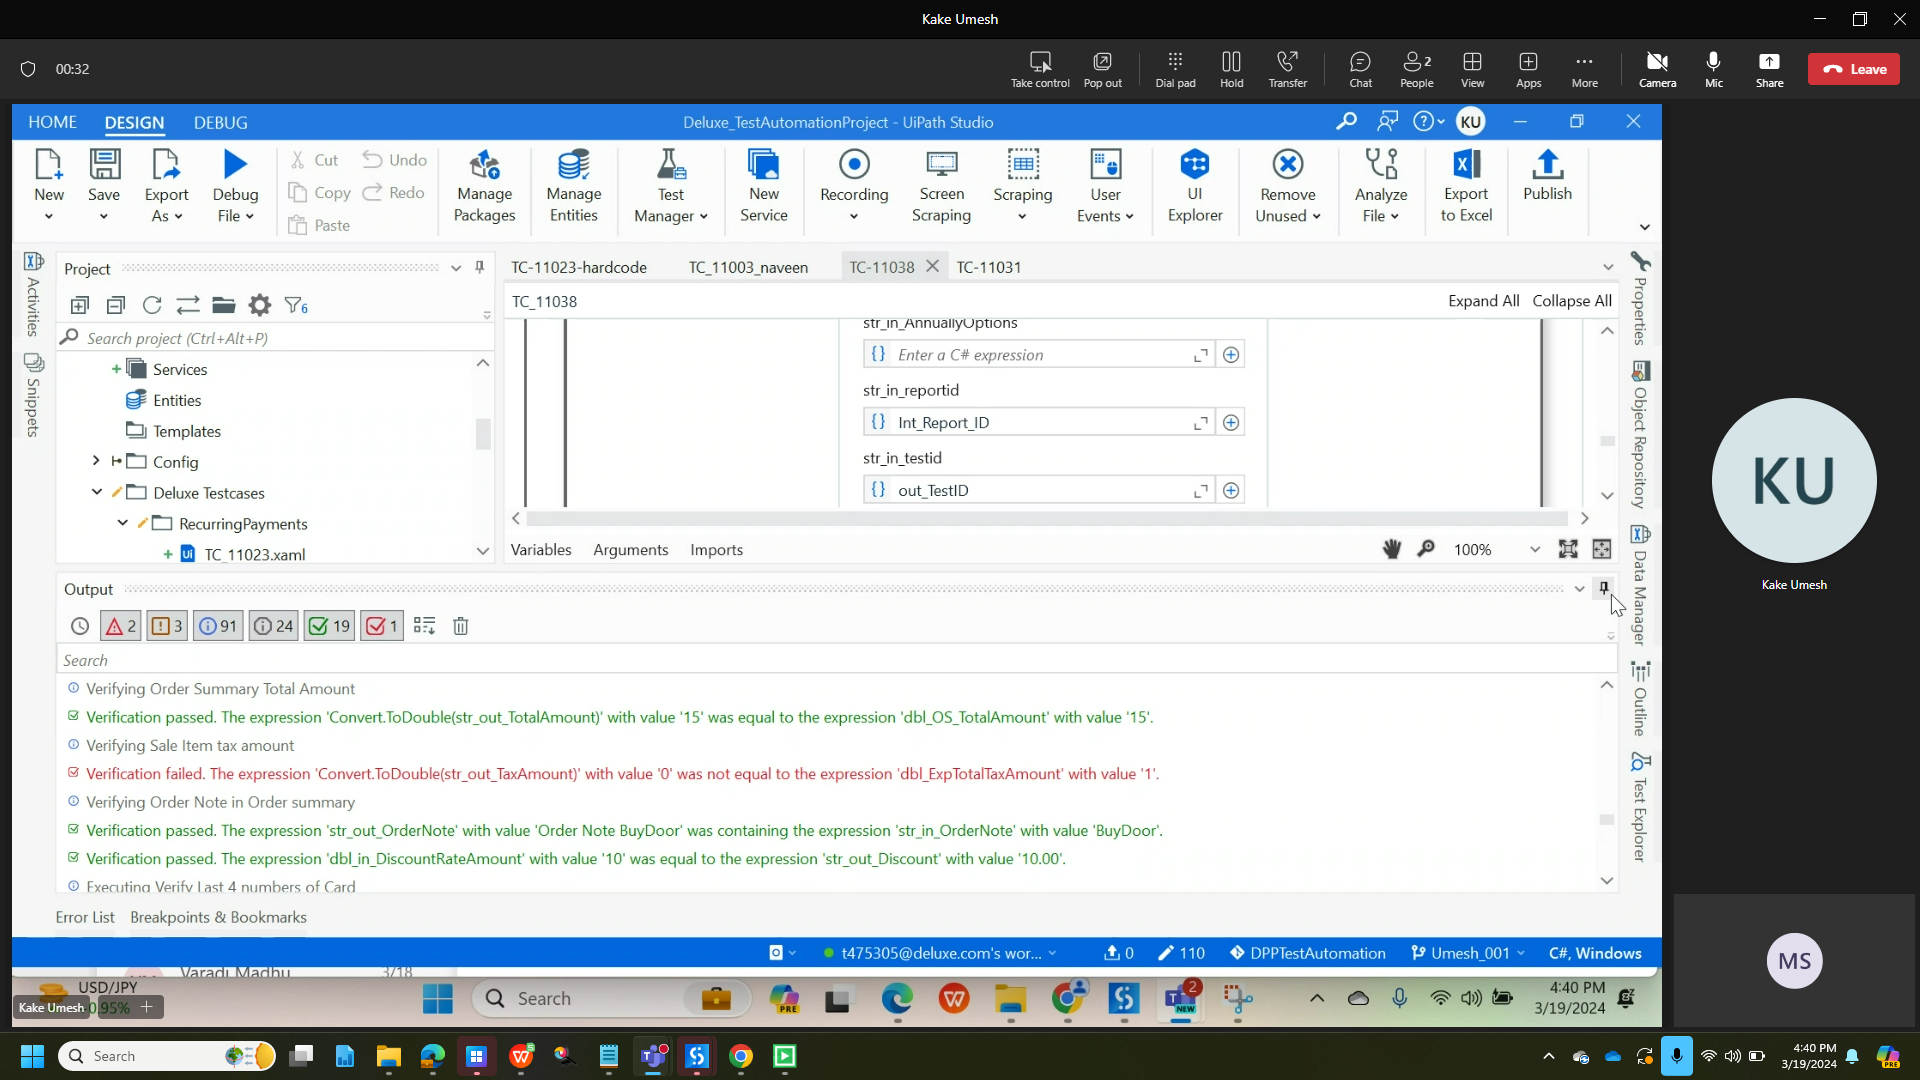 Kake Umesh
00:32
Take control
Pop out
Dial pad
Hold
Transfer
Chat
2
People
View
Apps
More
Camera
Mic
Share
Leave
HOME DESIGN DEBUG
Deluxe_TestAutomationProject - UiPath Studio
KU
New
Save
Export As
Debug File
Cut
Copy
Paste
Undo
Redo
Manage Packages
Manage Entities
Test Manager
New Service
Recording
Screen Scraping
Scraping
User Events
UI Explorer
Remove Unused
Analyze File
Export to Excel
Publish
Activities
Snippets
Project
6
Search project (Ctrl+Alt+P)
Services
Entities
Templates
Config
Deluxe Testcases
RecurringPayments
TC_11023.xaml
TC-11023-hardcode
TC_11003_naveen
TC-11038
TC-11031
TC_11038
Expand All Collapse All
str_in_AnnuallyOptions
Enter a C# expression
str_in_reportid
Int_Report_ID
str_in_testid
out_TestID
Variables Arguments Imports
100%
Properties
Object Repository
Data Manager
Outline
Test Explorer
Output
2
3
91
24
19
1
Search
Verifying Order Summary Total Amount
Verification passed. The expression 'Convert.ToDouble(str_out_TotalAmount)' with value '15' was equal to the expression 'dbl_OS_TotalAmount' with value '15'.
Verifying Sale Item tax amount
Verification failed. The expression 'Convert.ToDouble(str_out_TaxAmount)' with value '0' was not equal to the expression 'dbl_ExpTotalTaxAmount' with value '1'.
Verifying Order Note in Order summary
Verification passed. The expression 'str_out_OrderNote' with value 'Order Note BuyDoor' was containing the expression 'str_in_OrderNote' with value 'BuyDoor'.
Verification passed. The expression 'dbl_in_DiscountRateAmount' with value '10' was equal to the expression 'str_out_Discount' with value '10.00'.
Executing Verify Last 4 numbers of Card
Error List Breakpoints & Bookmarks
t475305@deluxe.com's wor...
0
110
DPPTestAutomation
Umesh_001
C#, Windows
Varadi Madhu 3/18
USD/JPY
0.95%
Kake Umesh
Search
PRE
2
NEW
4:40 PM
3/19/2024
KU
Kake Umesh
MS
Search
4:40 PM
3/19/2024
PRE